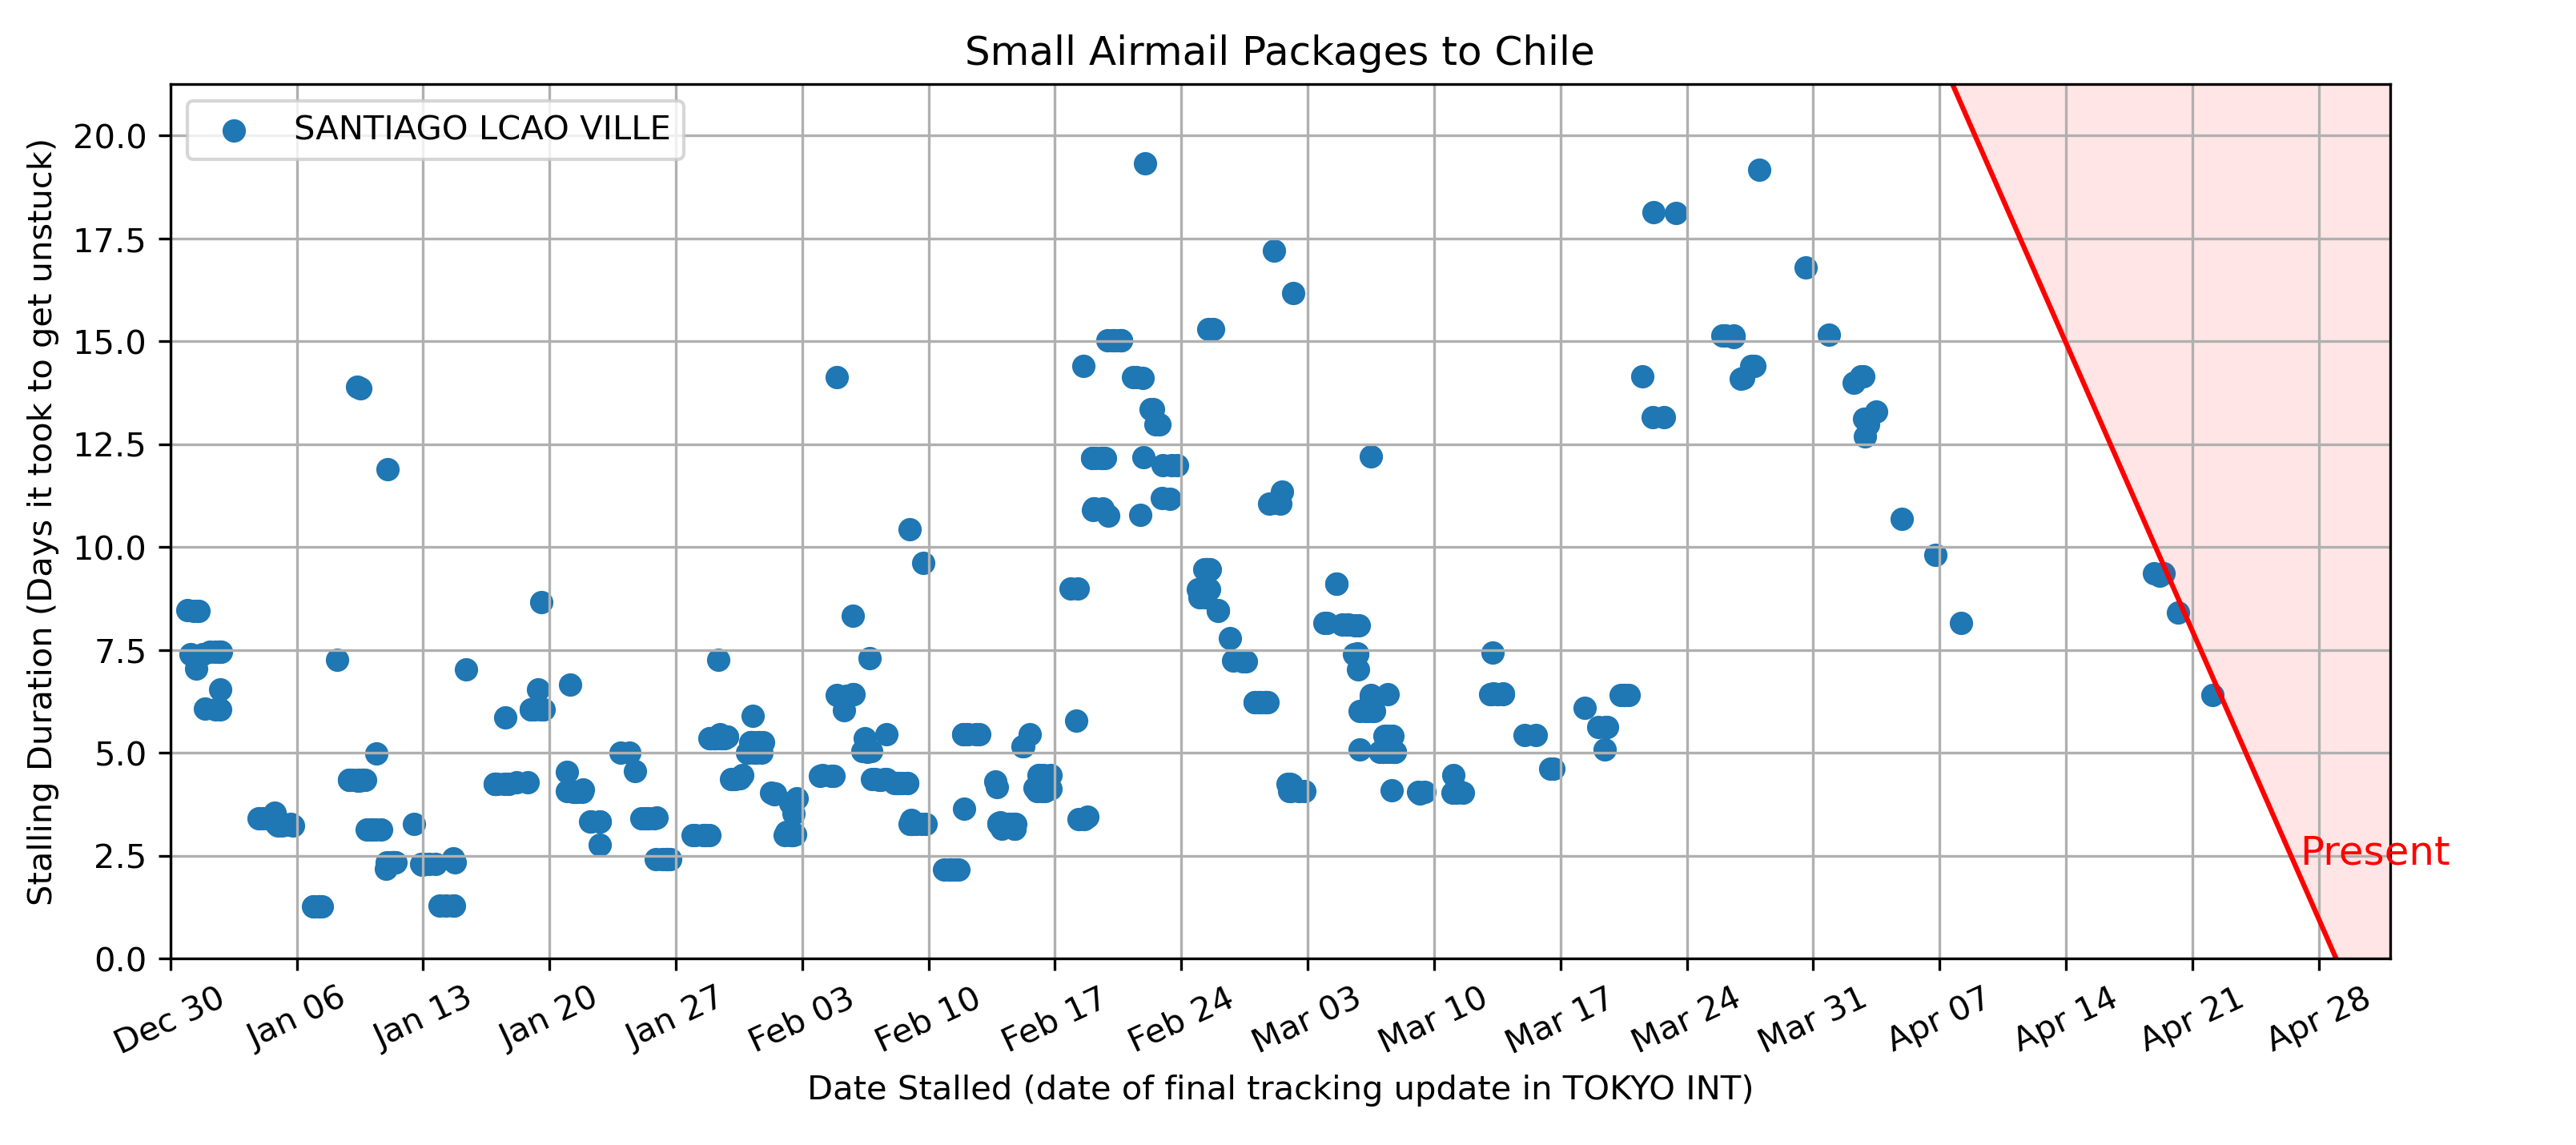 Small Airmail Packages to Chile
SANTIAGO LCAO VILLE
Stalling Duration (Days it took to get unstuck)
20.0
17.5
15.0
12.5
10.0
7.5
5.0
2.5
0.0
Present
Dec 30
Jan 06
Jan 13
Jan 20
Jan 27
Feb 03
Feb 10
Feb 17
Feb 24
Mar 03
Mar 10
Mar 17
Mar 24
Mar 31
Apr 07
Apr 14
Apr 21
Apr 28
Date Stalled (date of final tracking update in TOKYO INT)